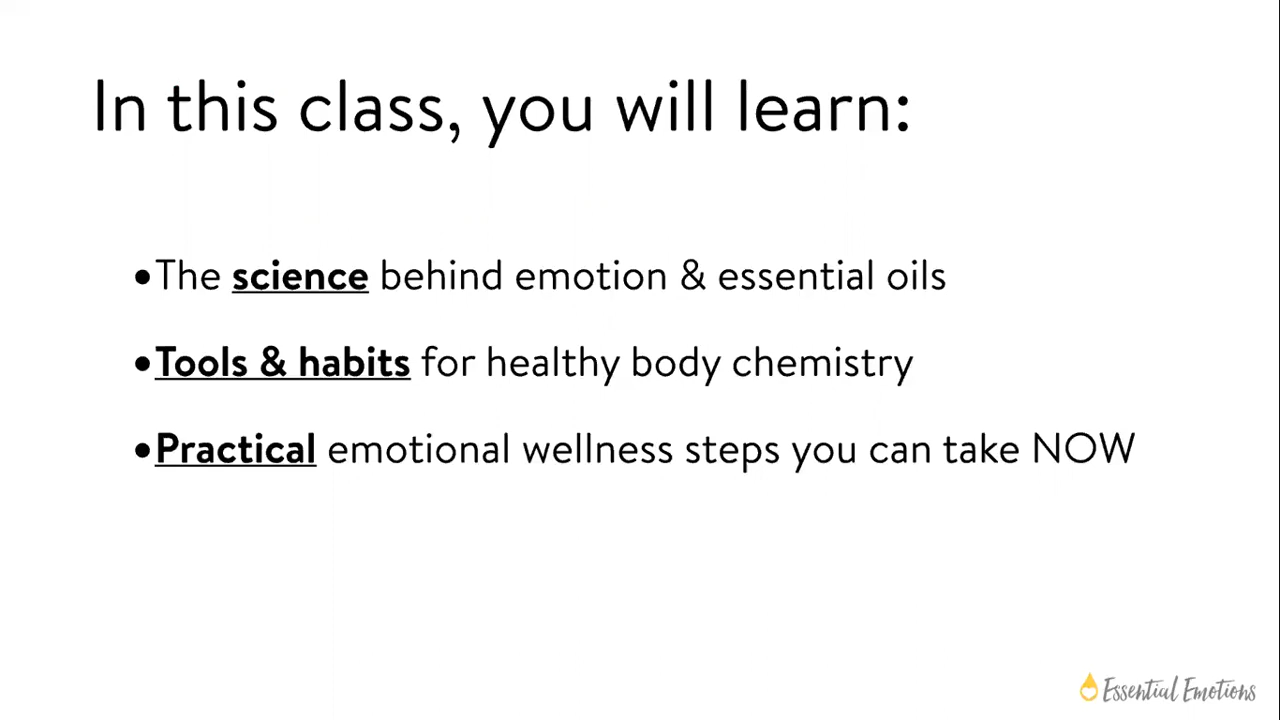 In this class, you will learn:
•The science behind emotion & essential oils
•Tools & habits for healthy body chemistry
•Practical emotional wellness steps you can take NOW
Essential Emotions